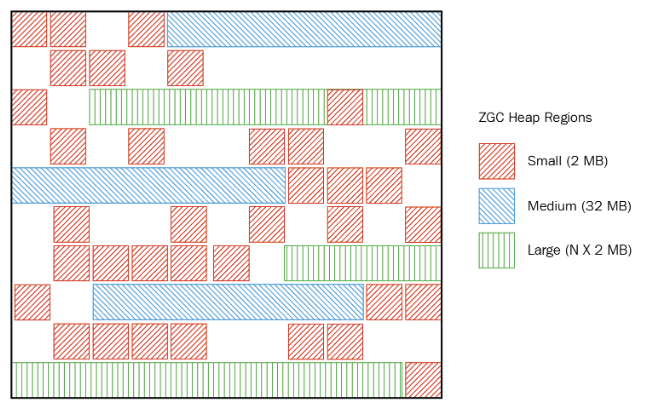 ZGC Heap Regions
Small (2 MB)
Medium (32 MB)
Large (N X 2 MB)